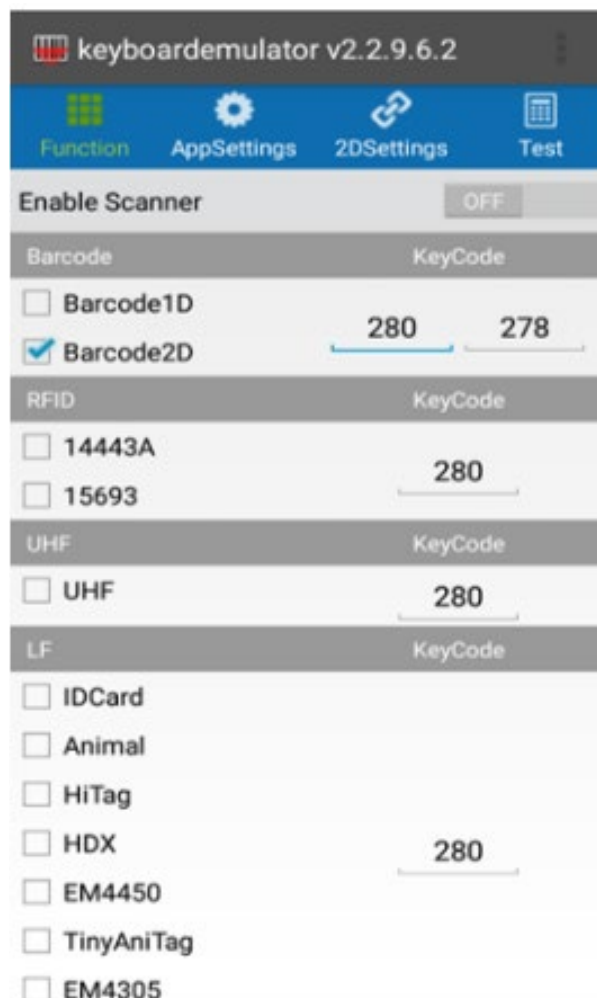 keyboardemulator v2.2.9.6.2
Function AppSettings 2DSettings Test
Enable Scanner OFF
Barcode KeyCode
Barcode1D
280 278
Barcode2D
RFID KeyCode
14443A
280
15693
UHF KeyCode
UHF 280
LF KeyCode
IDCard
Animal
HiTag
HDX 280
EM4450
TinyAniTag
EM4305